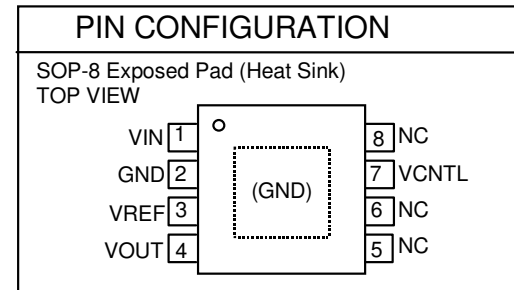 PIN CONFIGURATION
SOP-8 Exposed Pad (Heat Sink)
TOP VIEW
VIN 1 8 NC
GND 2 (GND) 7 VCNTL
VREF 3 6 NC
VOUT 4 5 NC